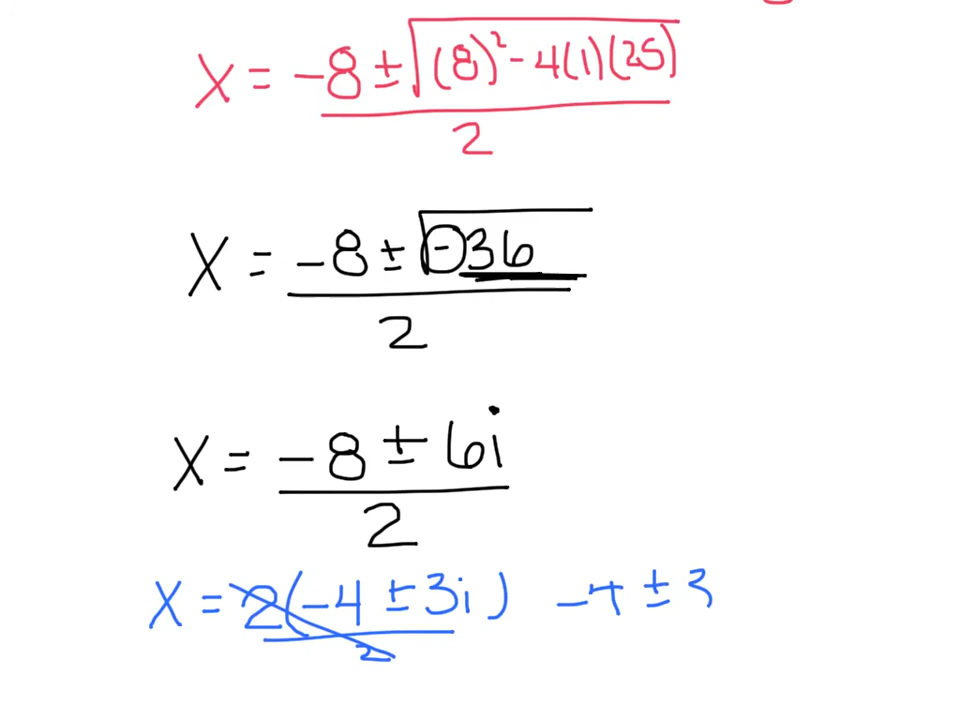 x = -8 ± √(8)² - 4(1)(25)
2
x = -8 ± √-36
2
x = -8 ± 6i
2
x = 2(-4 ± 3i) -4 ± 3
2